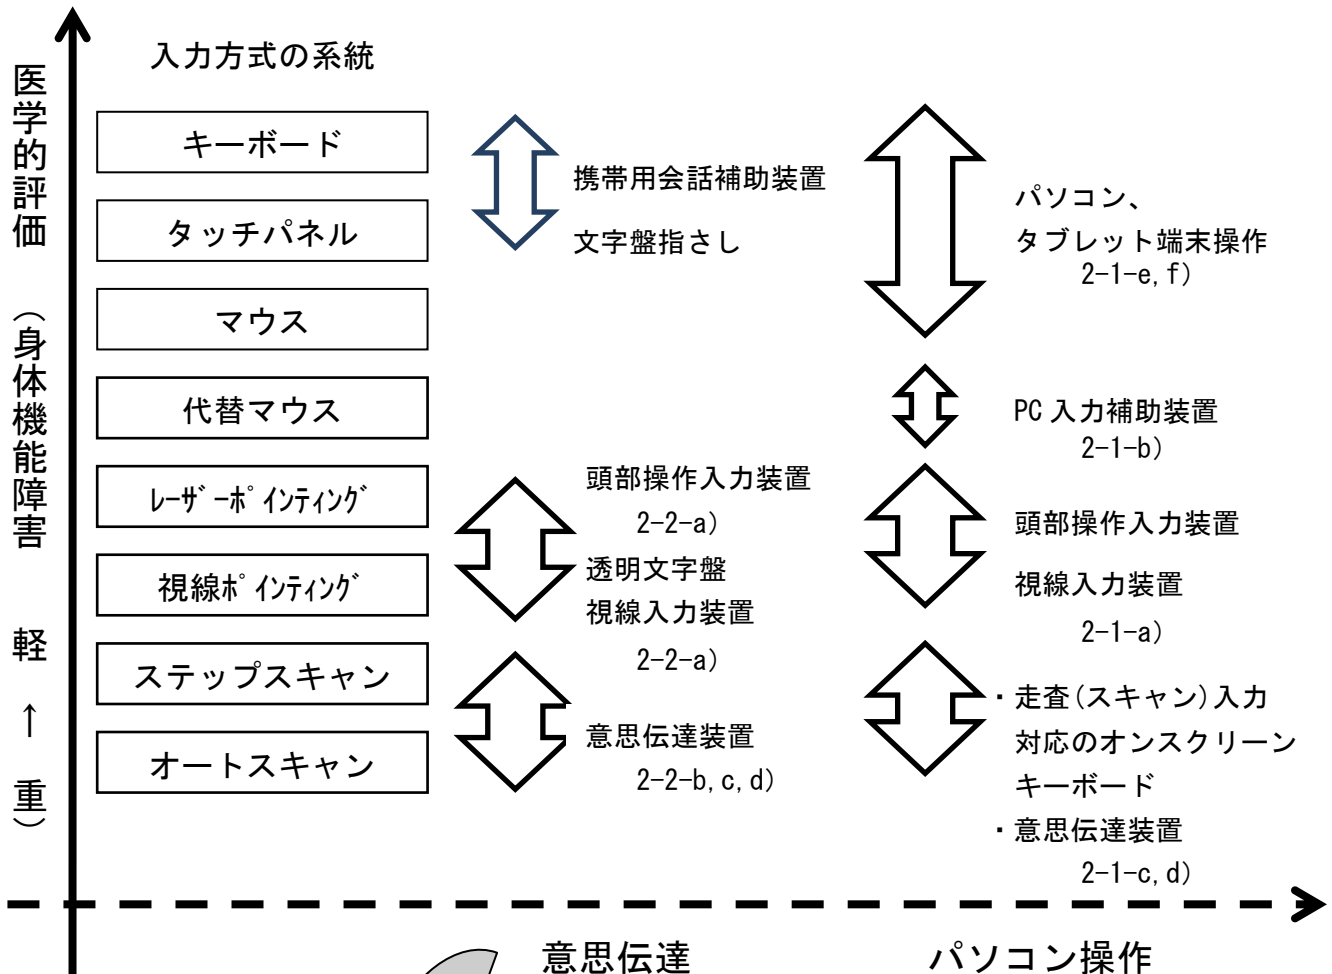 入力方式の系統
医学的評価
（身体機能障害
軽
↑
重）
キーボード
タッチパネル
マウス
代替マウス
ﾚｰｻﾞｰﾎﾟｲﾝﾃｨﾝｸﾞ
視線ﾎﾟｲﾝﾃｨﾝｸﾞ
ステップスキャン
オートスキャン
携帯用会話補助装置
文字盤指さし
頭部操作入力装置
2-2-a)
透明文字盤
視線入力装置
2-2-a)
意思伝達装置
2-2-b,c,d)
パソコン、
タブレット端末操作
2-1-e,f)
PC 入力補助装置
2-1-b)
頭部操作入力装置
視線入力装置
2-1-a)
・走査(スキャン)入力
対応のオンスクリーン
キーボード
・意思伝達装置
2-1-c,d)
意思伝達
パソコン操作